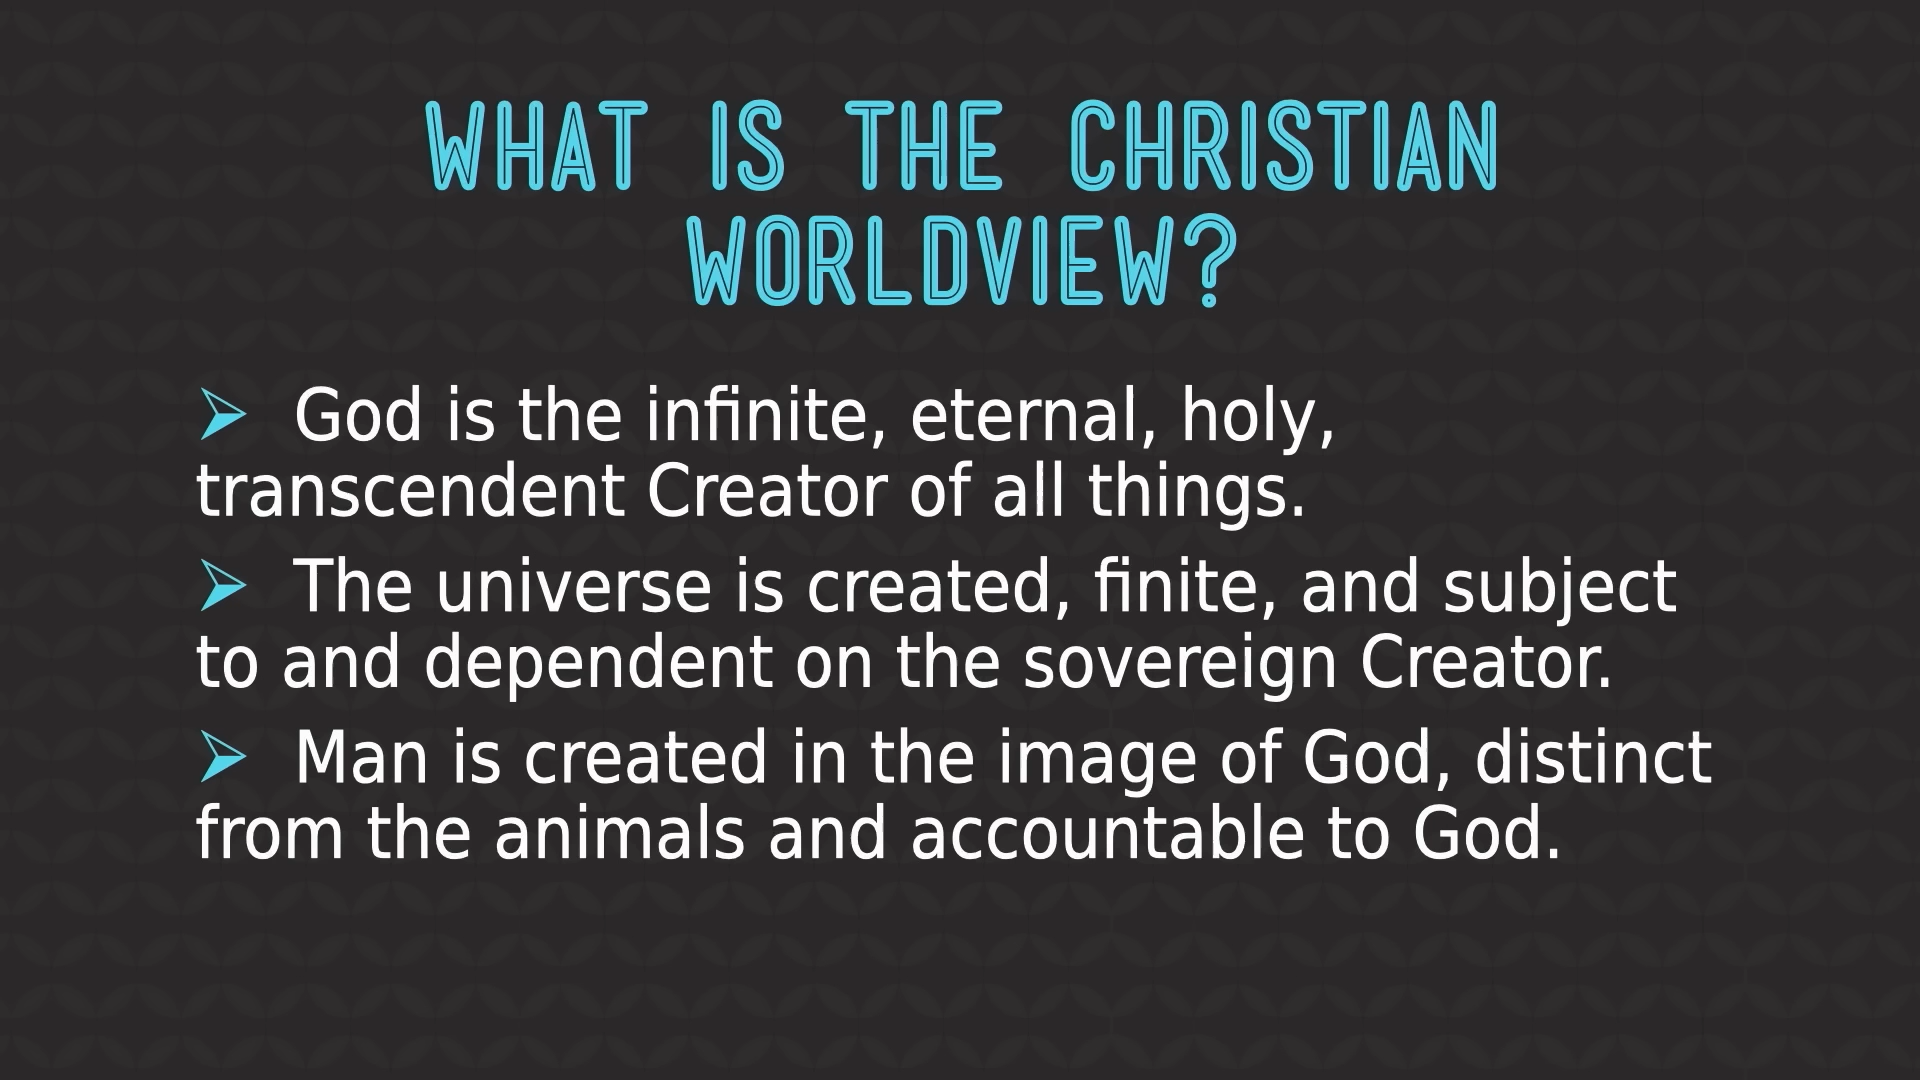 WHAT IS THE CHRISTIAN
WORLDVIEW?
➢ God is the infinite, eternal, holy,
transcendent Creator of all things.
➢ The universe is created, finite, and subject
to and dependent on the sovereign Creator.
➢ Man is created in the image of God, distinct
from the animals and accountable to God.